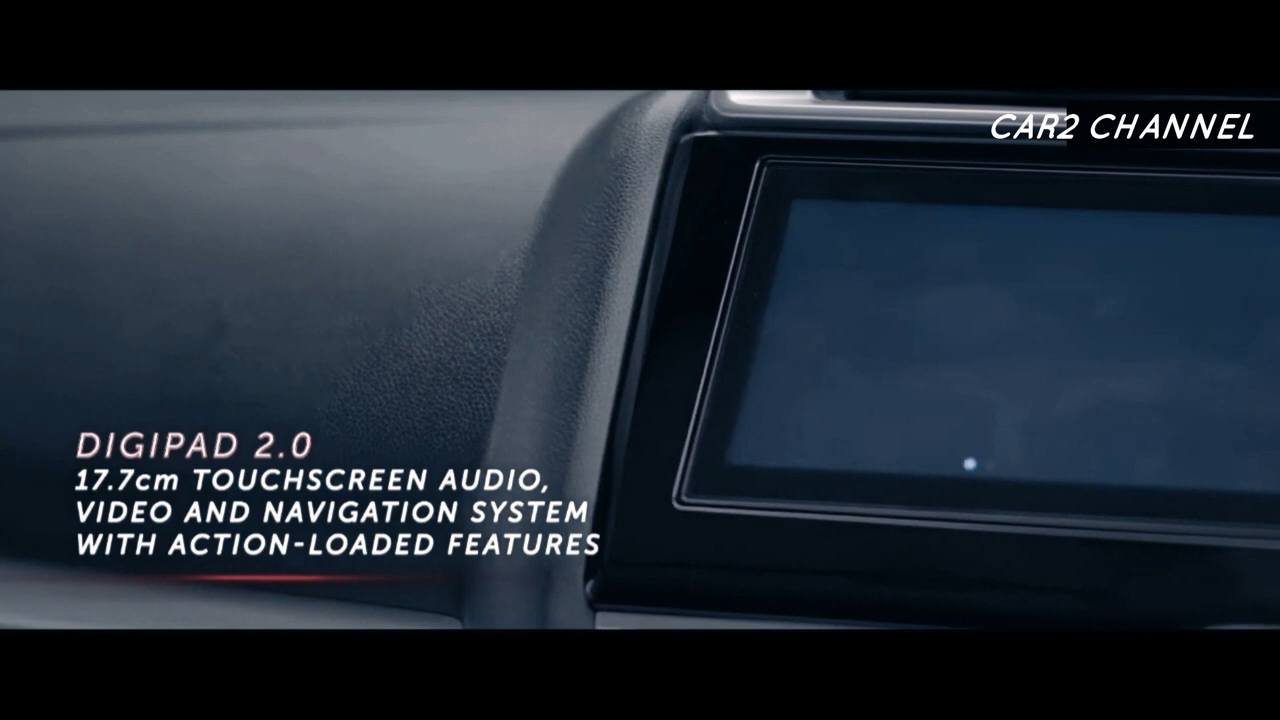 CAR2 CHANNEL
DIGIPAD 2.0
17.7cm TOUCHSCREEN AUDIO,
VIDEO AND NAVIGATION SYSTEM
WITH ACTION-LOADED FEATURES